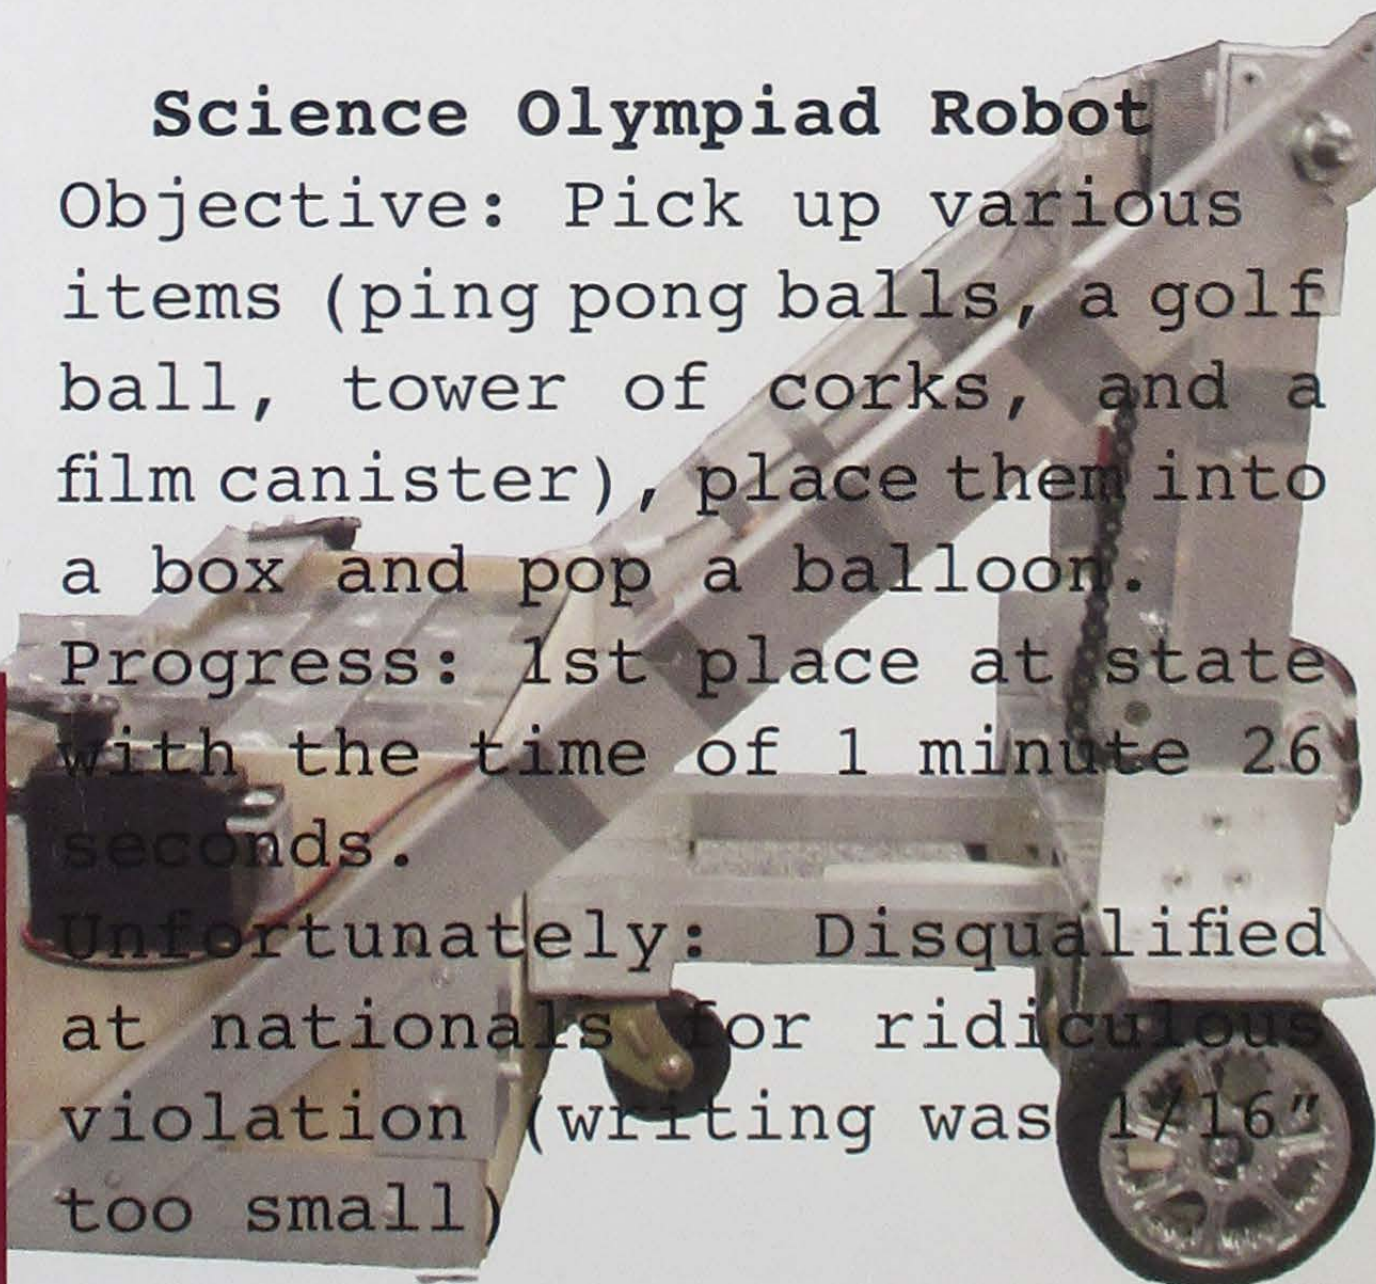 Science Olympiad Robot
Objective: Pick up various
items (ping pong balls, a golf
ball, tower of corks, and a
film canister), place them into
a box and pop a balloon.
Progress: 1st place at state
with the time of 1 minute 26
seconds.
Unfortunately: Disqualified
at nationals for ridiculous
violation (writing was 1/16"
too small)